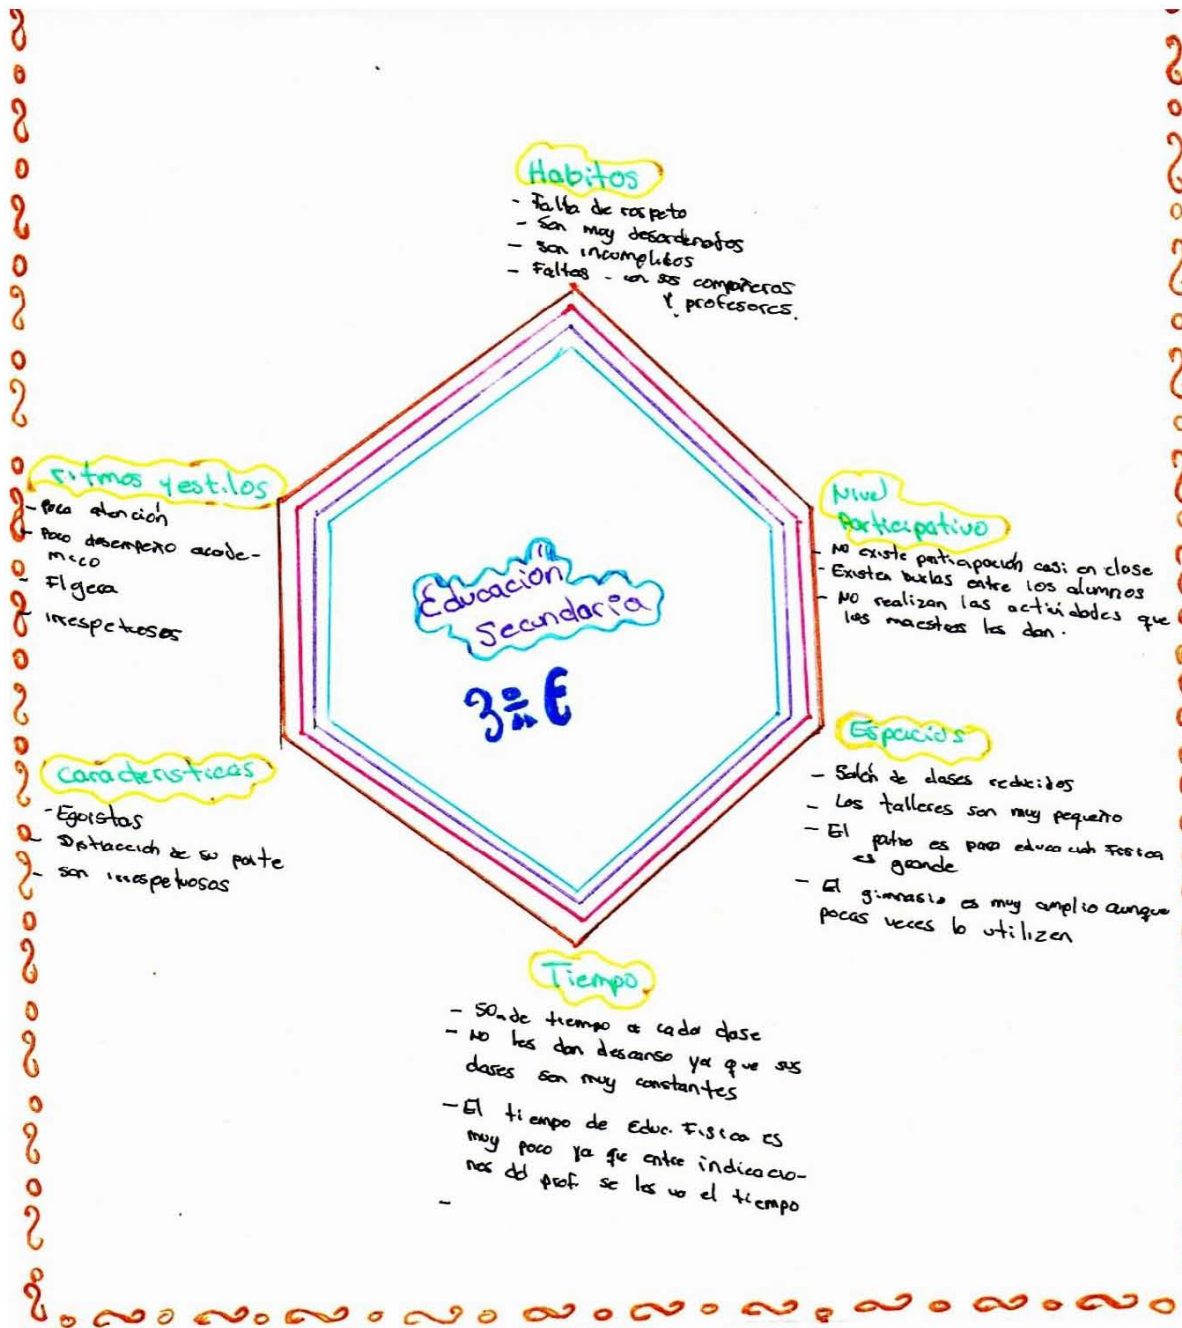 Habitos
- Falta de respeto
- Son muy desordenados
- son incomplidos
- Faltas - con sus compañeros
y profesores.
ritmos y estilos
- Poca atención
- Poco desempeño acade-
mico
- Flgera
- irrespetuosos
Nivel
Participativo
- No existe participación casi en clase
- Existen burlas entre los alumnos
- No realizan las actividades que
los maestros les dan.
Educación
Secundaria
3º "E"
Espacios
- Salón de clases reducidos
- Los talleres son muy pequeño
- El patio es para educación Fisica
es grande
- El gimnasio es muy amplio aunque
pocas veces lo utilizen
caracteristicas
- Egoistas
- Distracción de su parte
- son irrespetuosos
Tiempo
- 50m de tiempo a cada clase
- No les dan descanso ya que sus
clases son muy constantes
- El tiempo de Educ. Fisica es
muy poco ya que entre indicacio-
nes del prof. se les va el tiempo
-